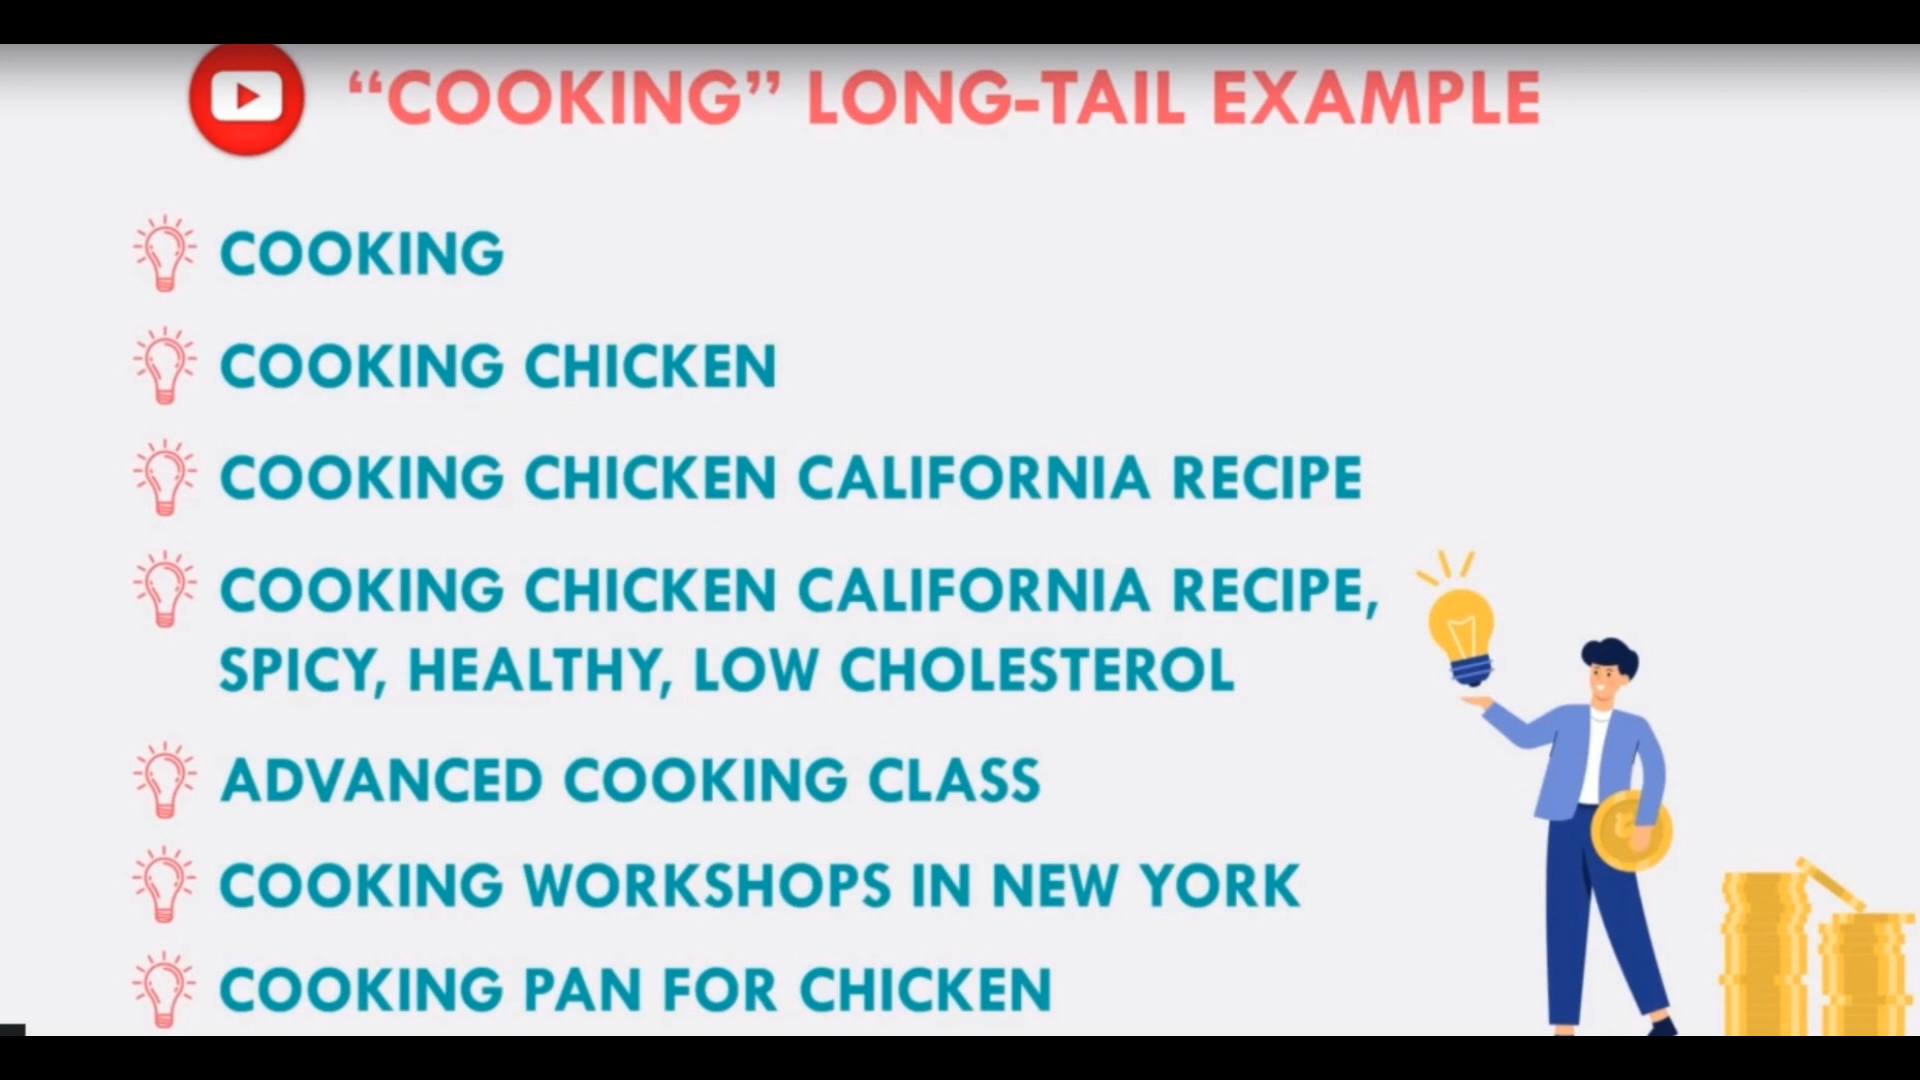 “COOKING” LONG-TAIL EXAMPLE
COOKING
COOKING CHICKEN
COOKING CHICKEN CALIFORNIA RECIPE
COOKING CHICKEN CALIFORNIA RECIPE,
SPICY, HEALTHY, LOW CHOLESTEROL
ADVANCED COOKING CLASS
COOKING WORKSHOPS IN NEW YORK
COOKING PAN FOR CHICKEN